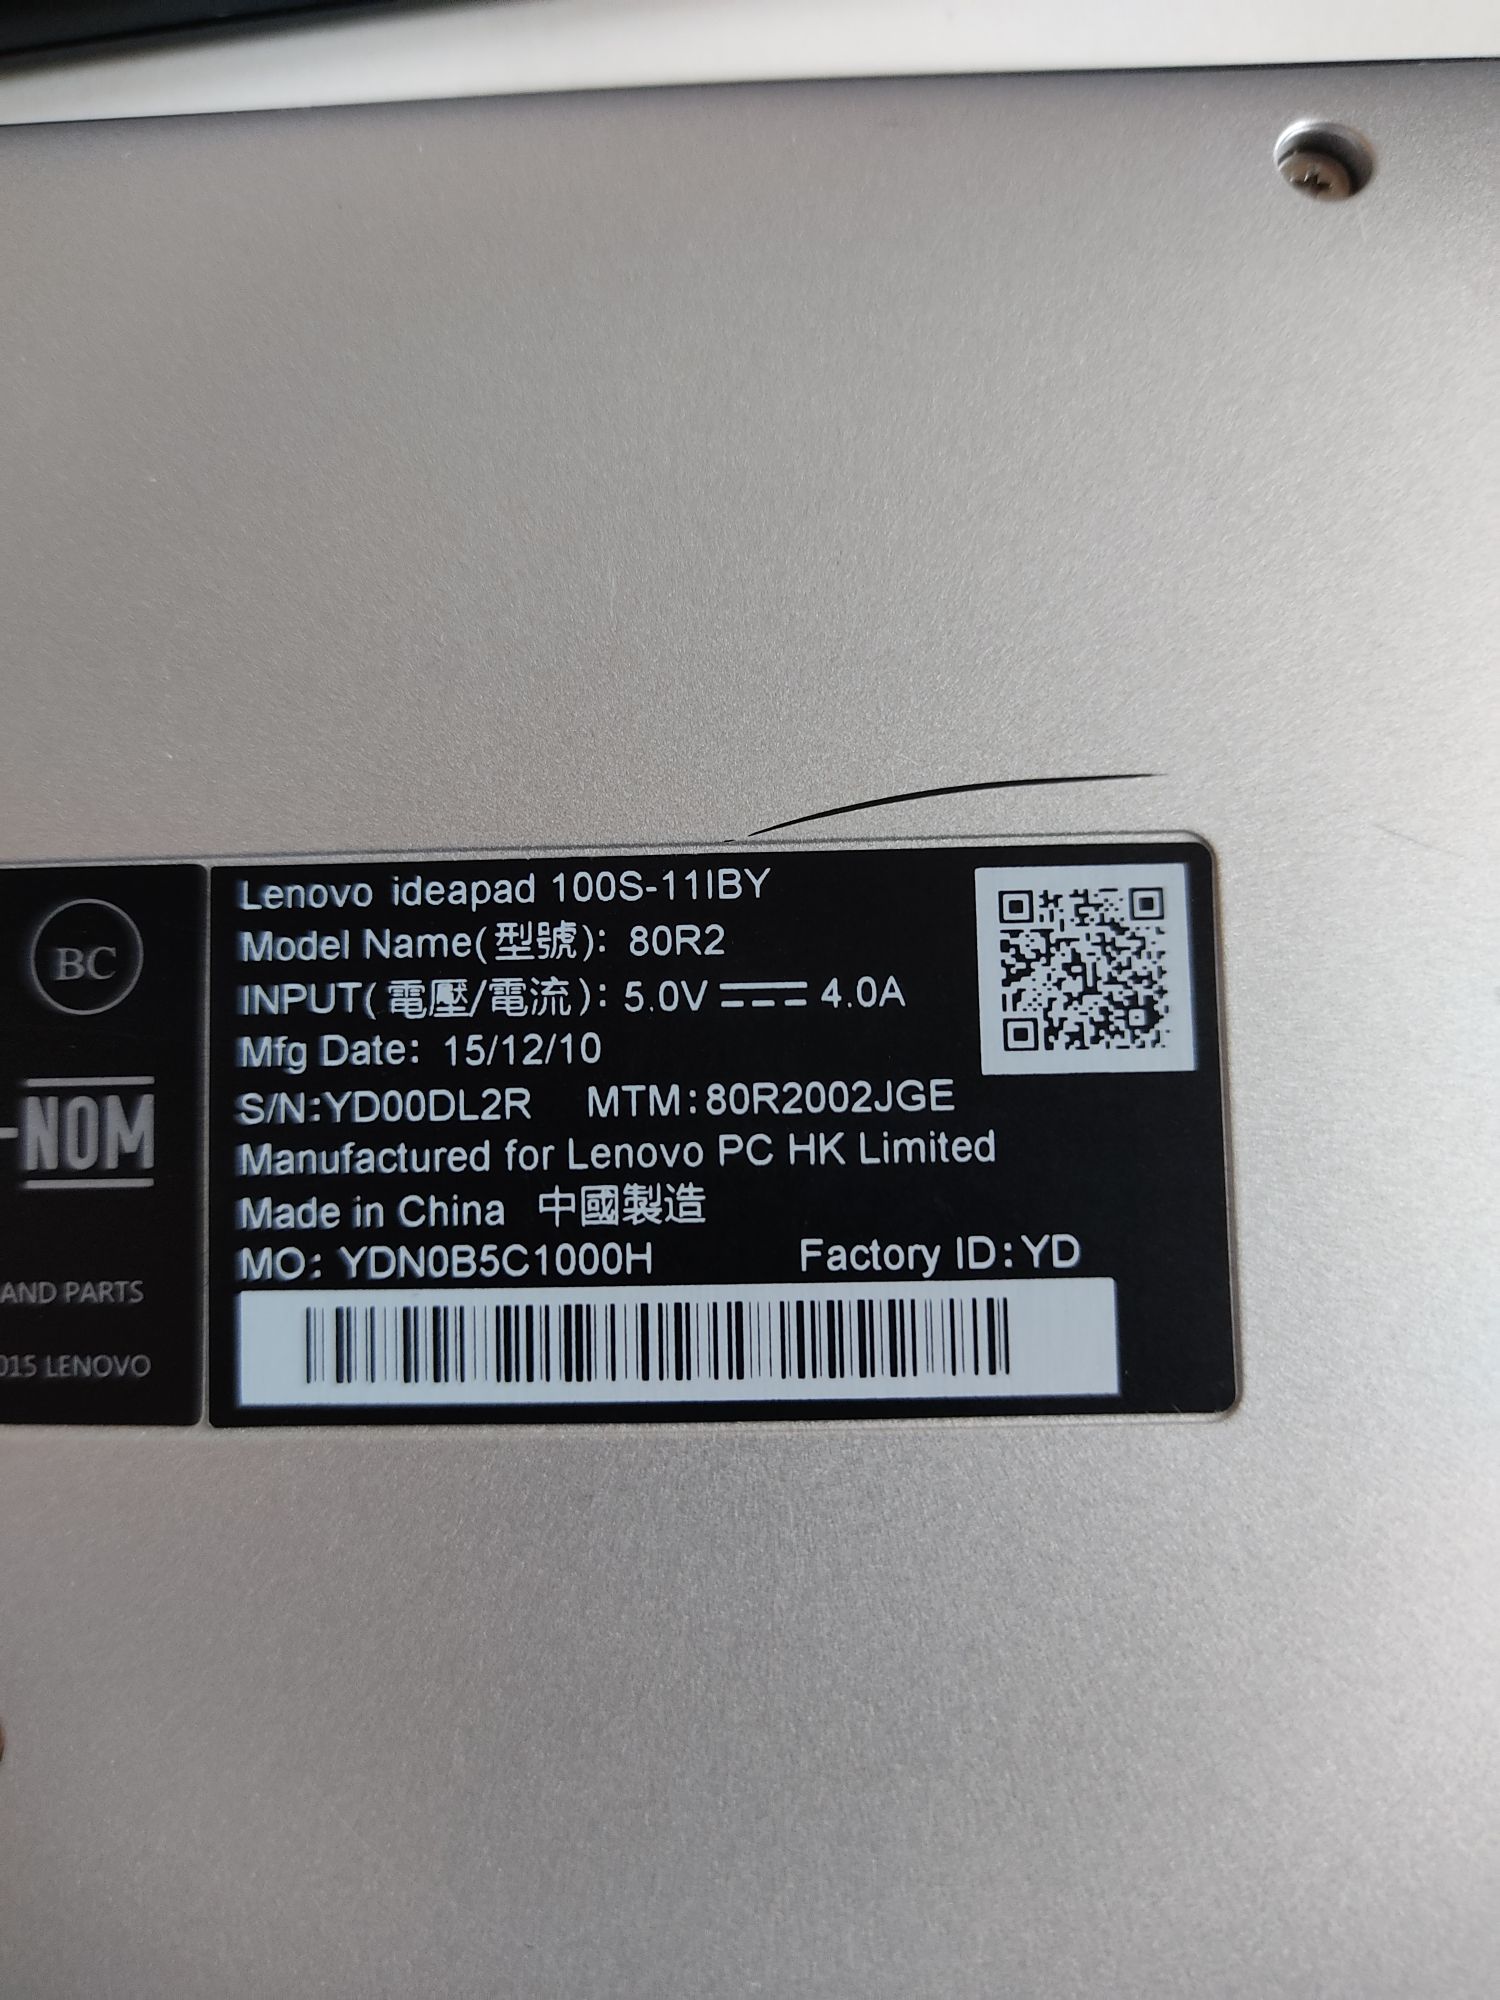 Lenovo ideapad 100S-11IBY
Model Name(型號): 80R2
INPUT(電壓/電流): 5.0V 4.0A
Mfg Date: 15/12/10
S/N:YD00DL2R MTM:80R2002JGE
Manufactured for Lenovo PC HK Limited
Made in China 中國製造
MO: YDN0B5C1000H Factory ID:YD
BC
NOM
AND PARTS
015 LENOVO